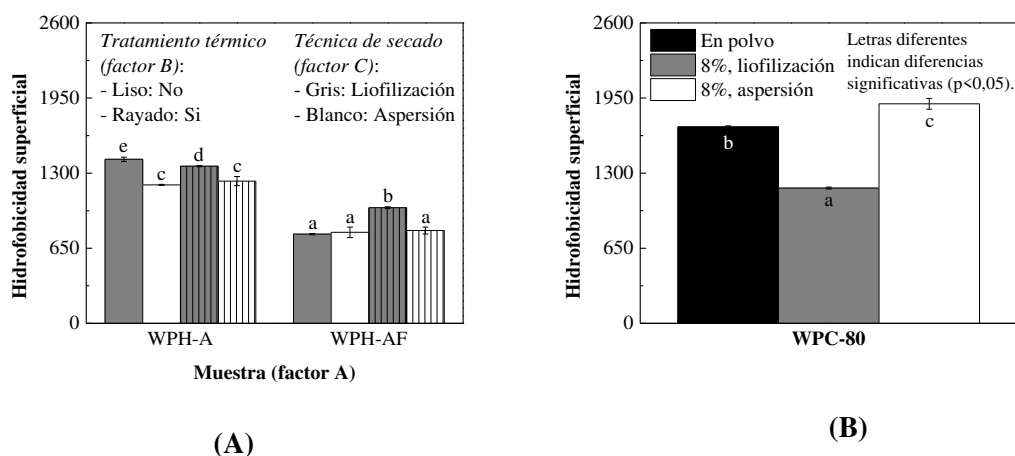 2600
1950
1300
650
0
Hidrofobicidad superficial
Tratamiento térmico
(factor B):
- Liso: No
- Rayado: Si
Técnica de secado
(factor C):
- Gris: Liofilización
- Blanco: Aspersión
e
c
d
c
a
a
b
a
WPH-A
WPH-AF
Muestra (factor A)
(A)
2600
1950
1300
650
0
Hidrofobicidad superficial
En polvo
8%, liofilización
8%, aspersión
Letras diferentes
indican diferencias
significativas (p<0,05).
b
a
c
WPC-80
(B)